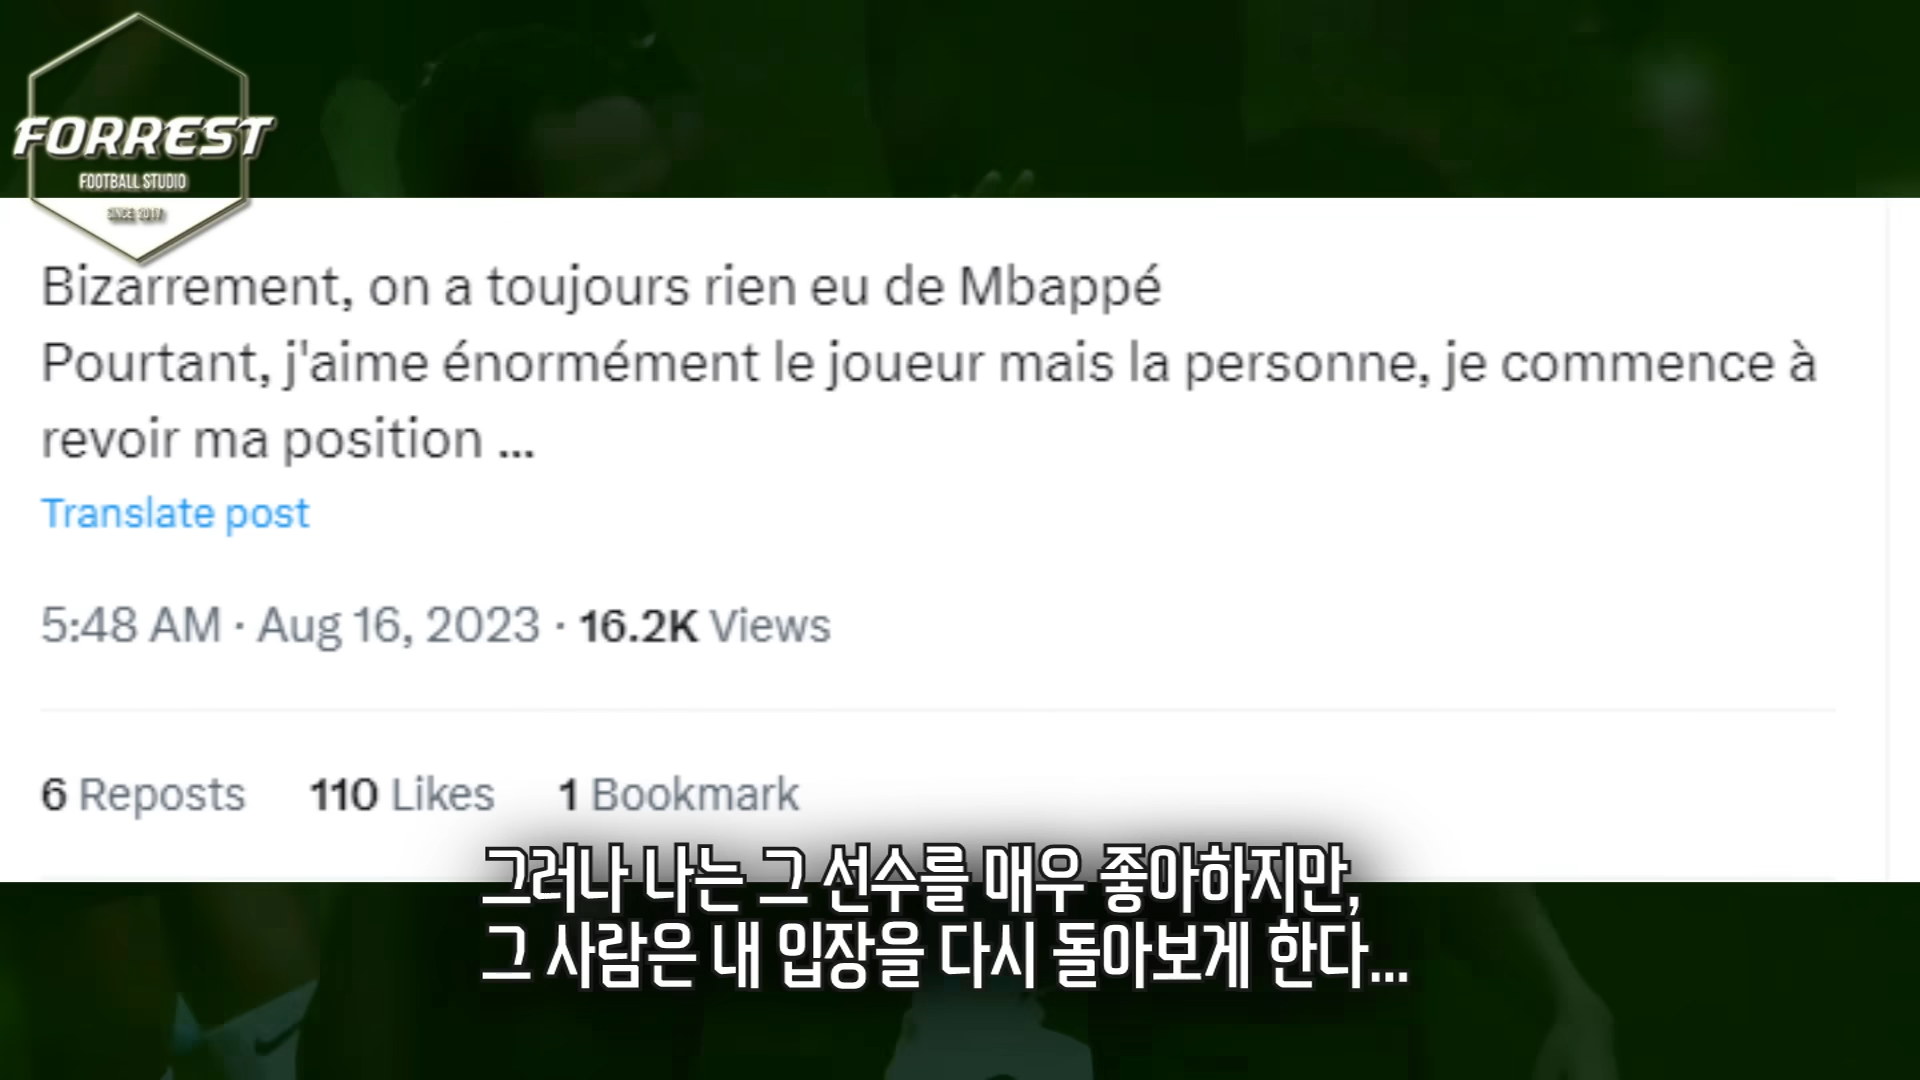 FORREST
FOOTBALL STUDIO
SINCE 2017
Bizarrement, on a toujours rien eu de Mbappé
Pourtant, j'aime énormément le joueur mais la personne, je commence à
revoir ma position ...
Translate post
5:48 AM · Aug 16, 2023 · 16.2K Views
6 Reposts 110 Likes 1 Bookmark
그러나 나는 그 선수를 매우 좋아하지만,
그 사람은 내 입장을 다시 돌아보게 한다...